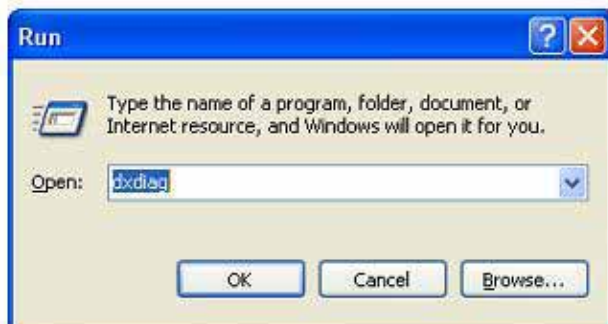 Run
Type the name of a program, folder, document, or
Internet resource, and Windows will open it for you.
Open: dxdiag
OK Cancel Browse...